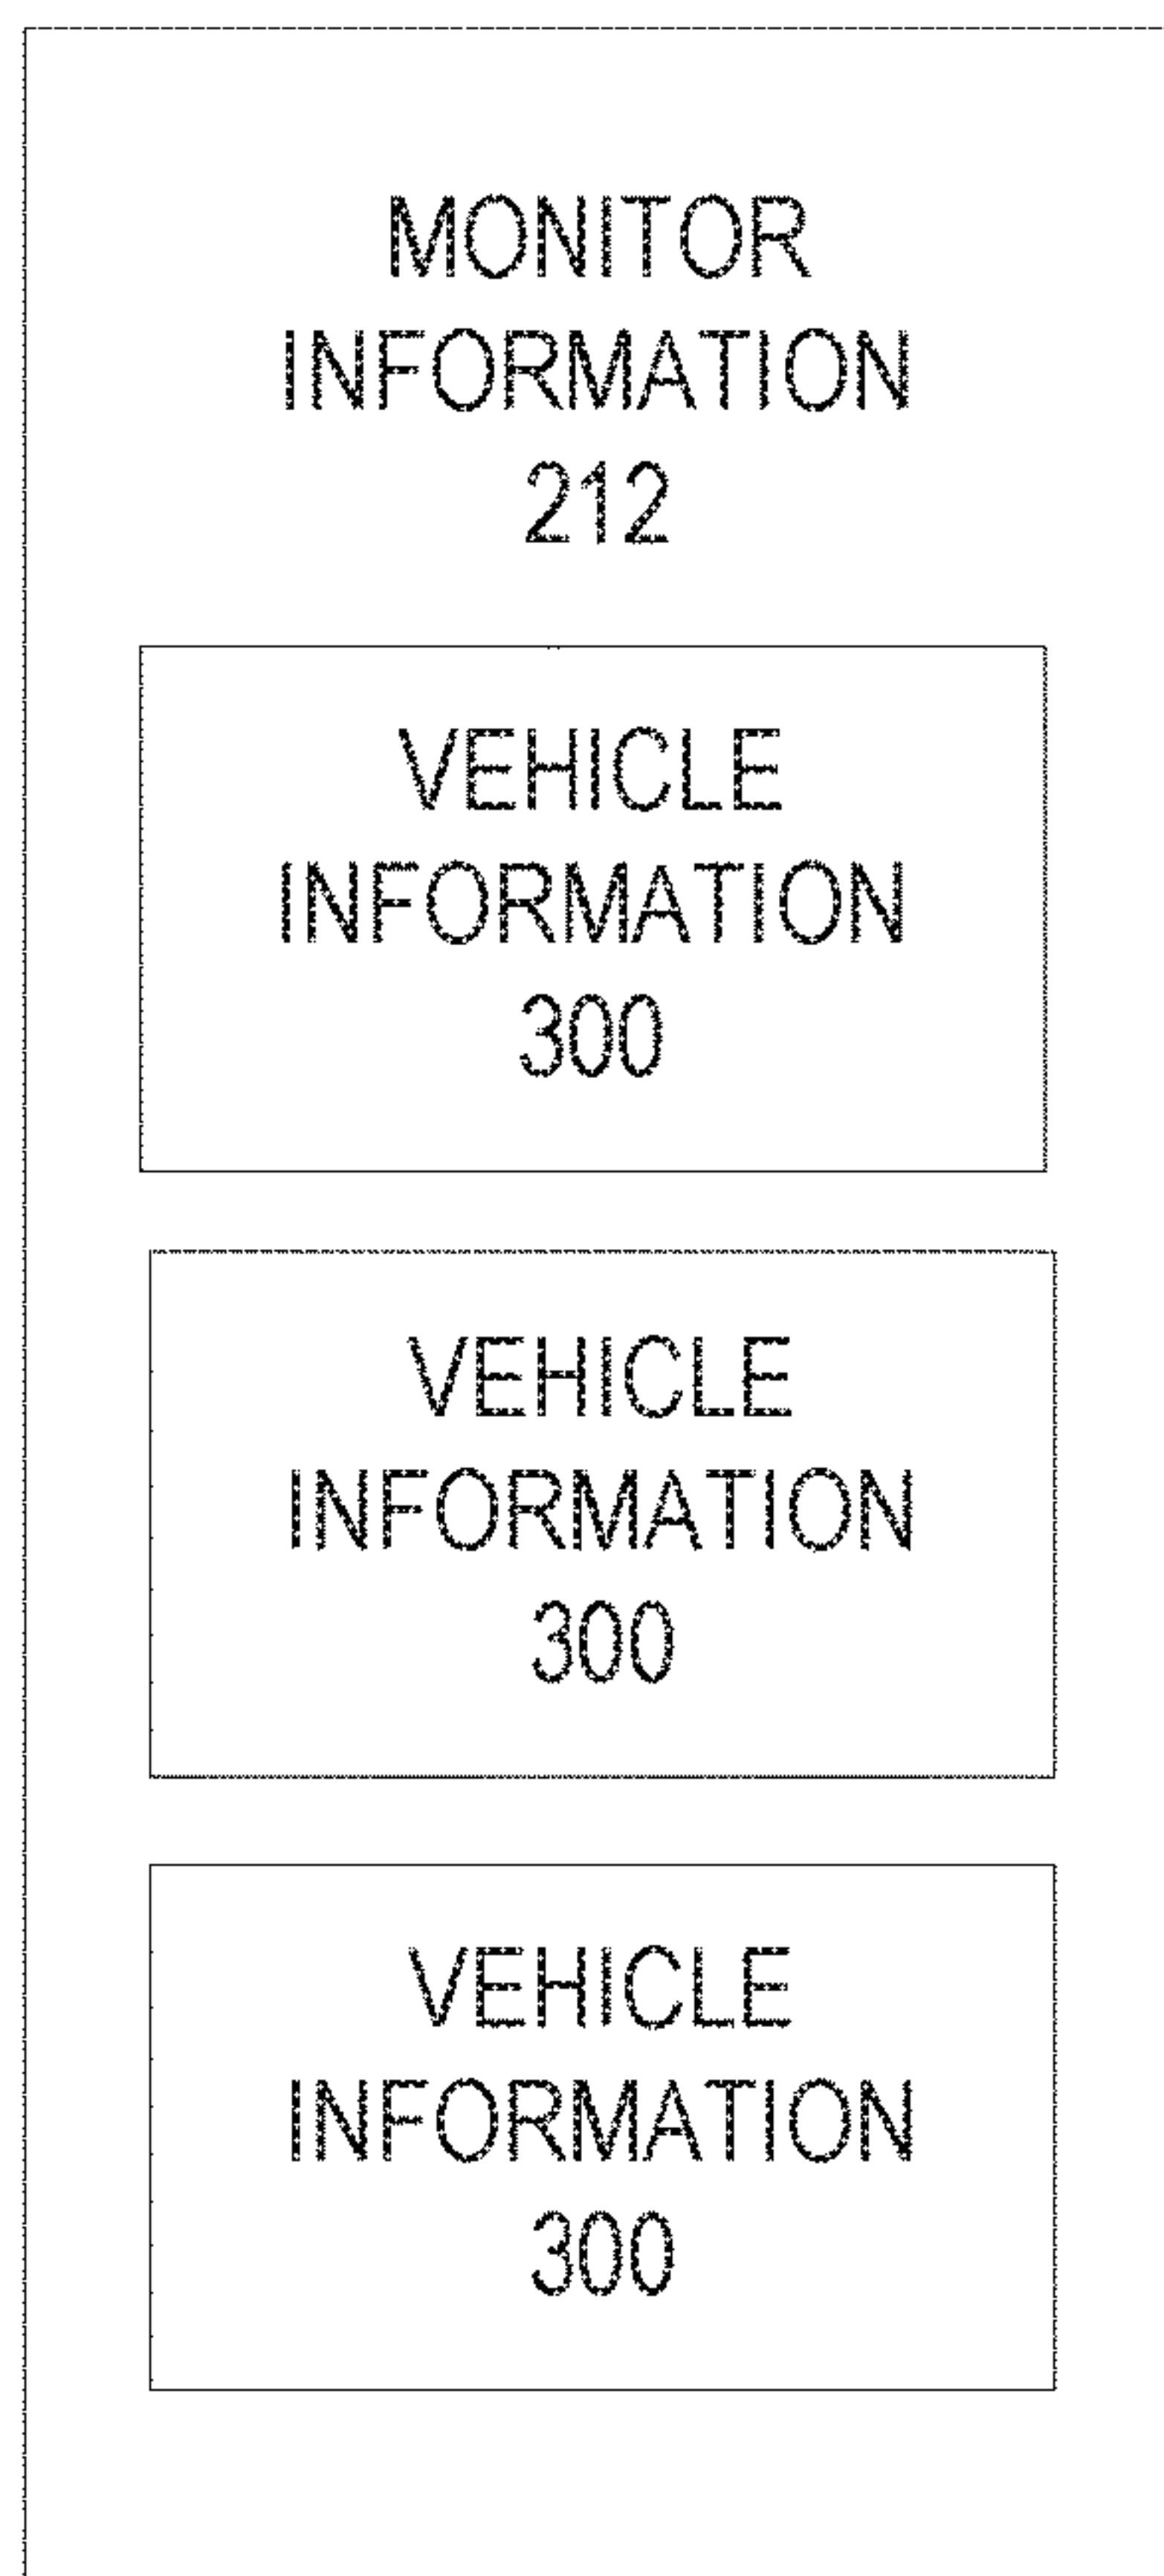 MONITOR
INFORMATION
212
VEHICLE
INFORMATION
300
VEHICLE
INFORMATION
300
VEHICLE
INFORMATION
300